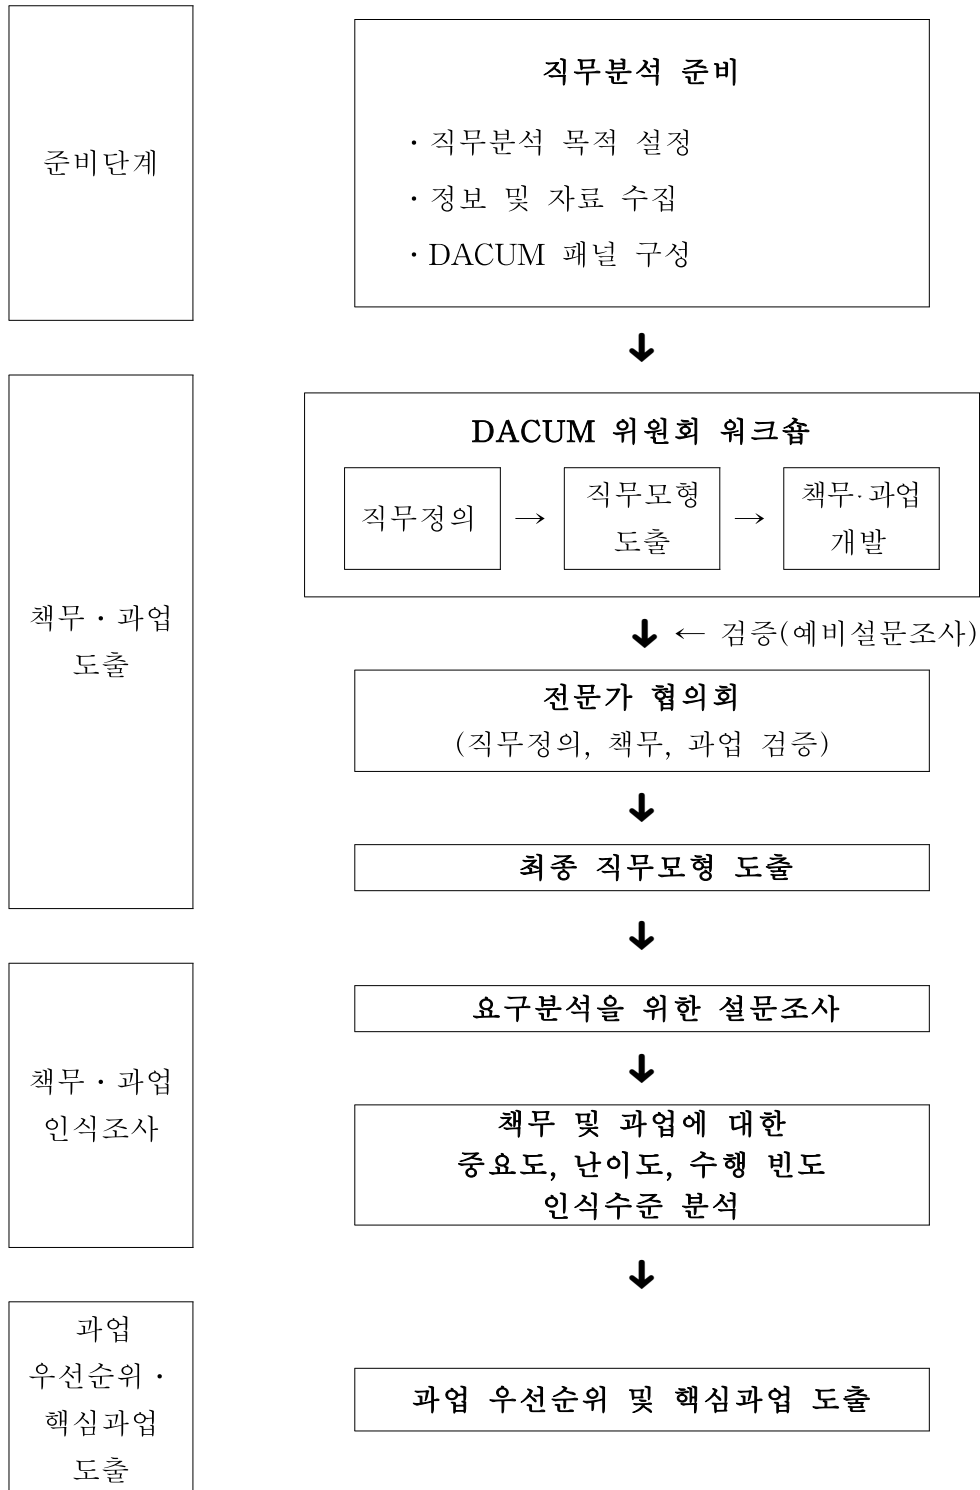 준비단계
직무분석 준비
· 직무분석 목적 설정
· 정보 및 자료 수집
· DACUM 패널 구성
책무 · 과업
도출
DACUM 위원회 워크숍
직무정의
→
직무모형
도출
→
책무·과업
개발
← 검증(예비설문조사)
전문가 협의회
(직무정의, 책무, 과업 검증)
최종 직무모형 도출
책무 · 과업
인식조사
요구분석을 위한 설문조사
책무 및 과업에 대한
중요도, 난이도, 수행 빈도
인식수준 분석
과업
우선순위 ·
핵심과업
도출
과업 우선순위 및 핵심과업 도출